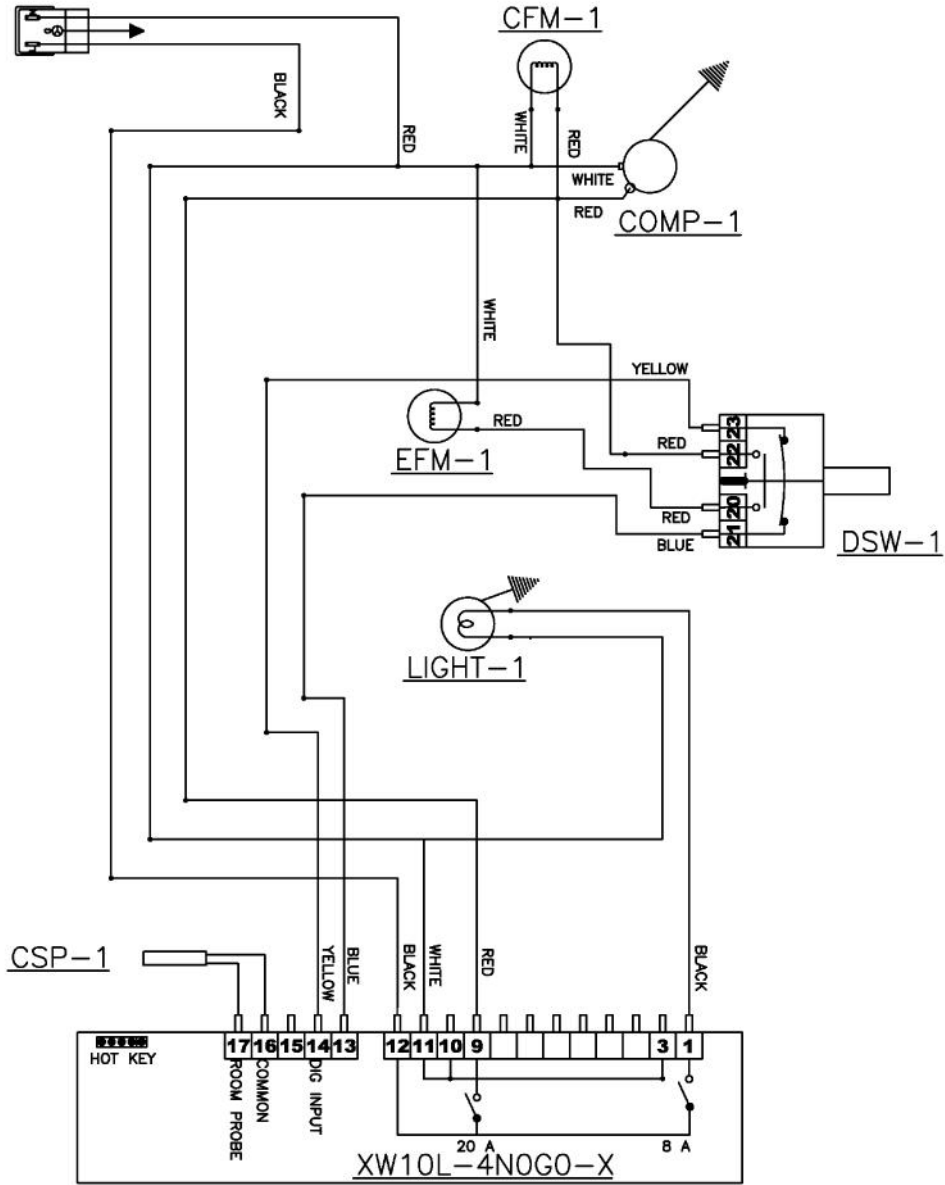 CFM-1
BLACK
RED
WHITE
RED
WHITE
RED
COMP-1
WHITE
YELLOW
RED
EFM-1
RED
RED
BLUE
23
22
20
21
DSW-1
LIGHT-1
CSP-1
YELLOW
BLUE
BLACK
WHITE
RED
BLACK
HOT KEY
17 16 15 14 13 12 11 10 9 3 1
ROOM PROBE
COMMON
DIG INPUT
20 A
8 A
XW10L-4N0G0-X